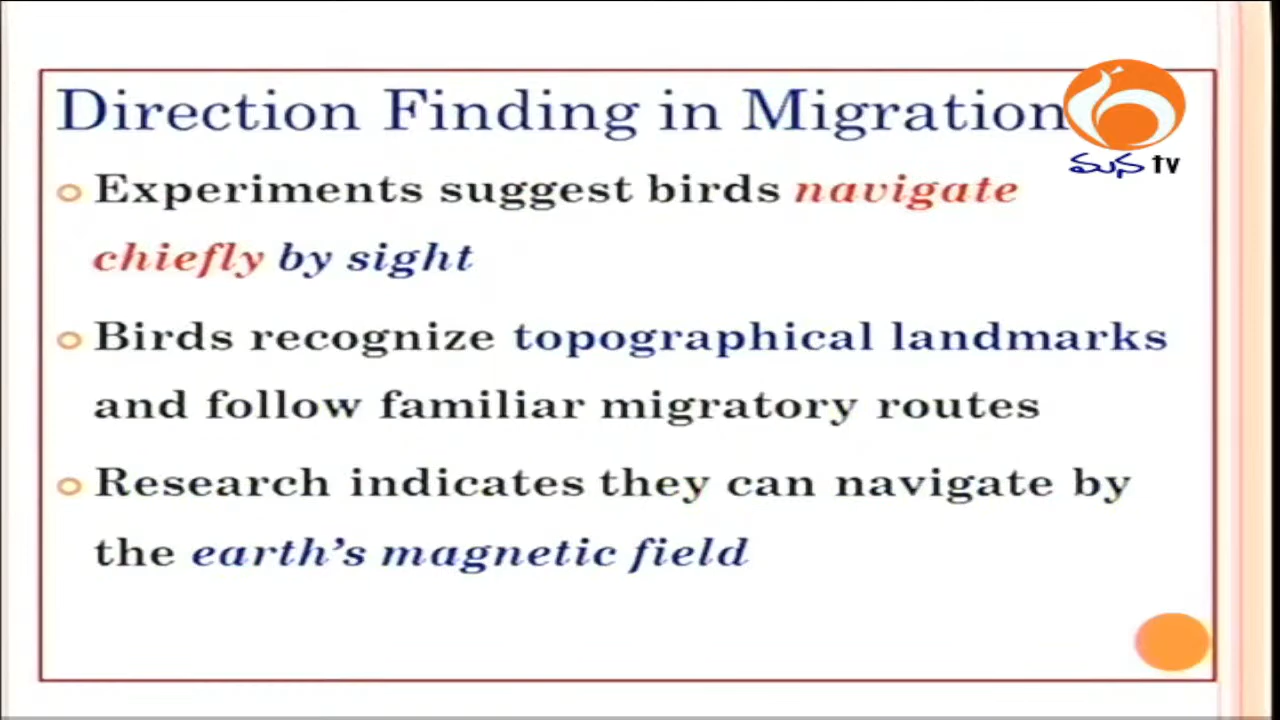 Direction Finding in Migration
మన tv
Experiments suggest birds navigate
chiefly by sight
Birds recognize topographical landmarks
and follow familiar migratory routes
Research indicates they can navigate by
the earth's magnetic field